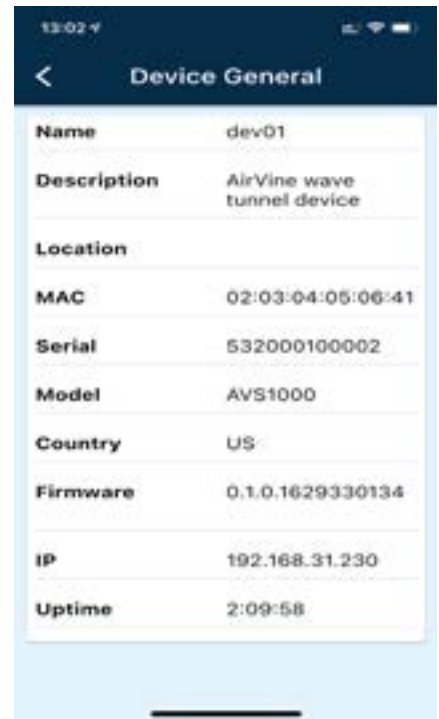 13:02
Device General
Name dev01
Description AirVine wave
tunnel device
Location
MAC 02:03:04:05:06:41
Serial 532000100002
Model AVS1000
Country US
Firmware 0.1.0.1629330134
IP 192.168.31.230
Uptime 2:09:58